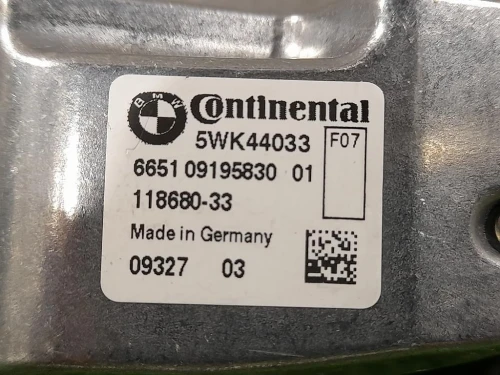 BMW
Continental
5WK44033
F07
6651 09195830 01
118680-33
Made in Germany
09327 03